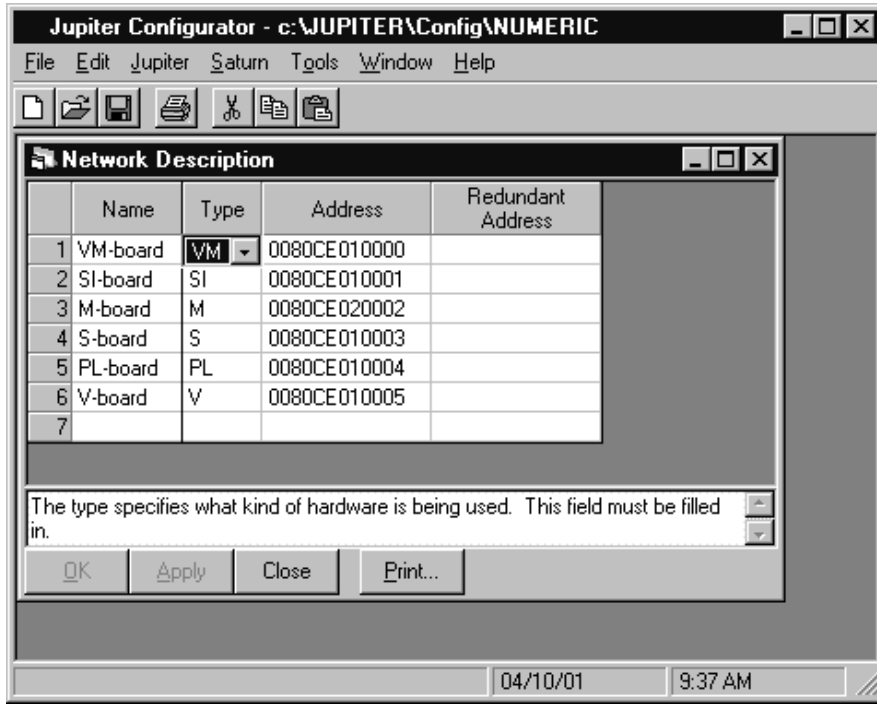 Jupiter Configurator - c:\JUPITER\Config\NUMERIC
File Edit Jupiter Saturn Tools Window Help
Network Description
Name Type Address Redundant Address
1 VM-board VM 0080CE010000
2 SI-board SI 0080CE010001
3 M-board M 0080CE020002
4 S-board S 0080CE010003
5 PL-board PL 0080CE010004
6 V-board V 0080CE010005
7
The type specifies what kind of hardware is being used. This field must be filled
in.
OK Apply Close Print...
04/10/01 9:37 AM